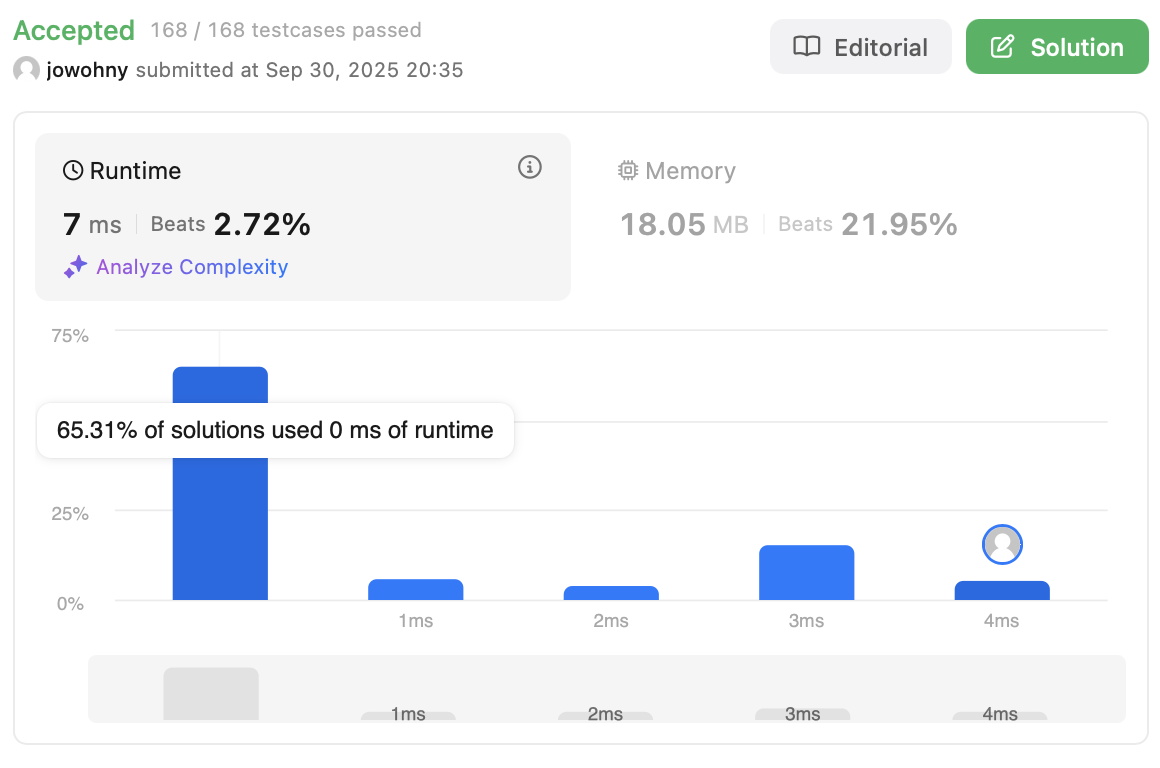 Accepted 168 / 168 testcases passed
jowohny submitted at Sep 30, 2025 20:35
Editorial
Solution
Runtime
7 ms | Beats 2.72%
Analyze Complexity
Memory
18.05 MB | Beats 21.95%
75%
65.31% of solutions used 0 ms of runtime
25%
0%
1ms 2ms 3ms 4ms
1ms 2ms 3ms 4ms